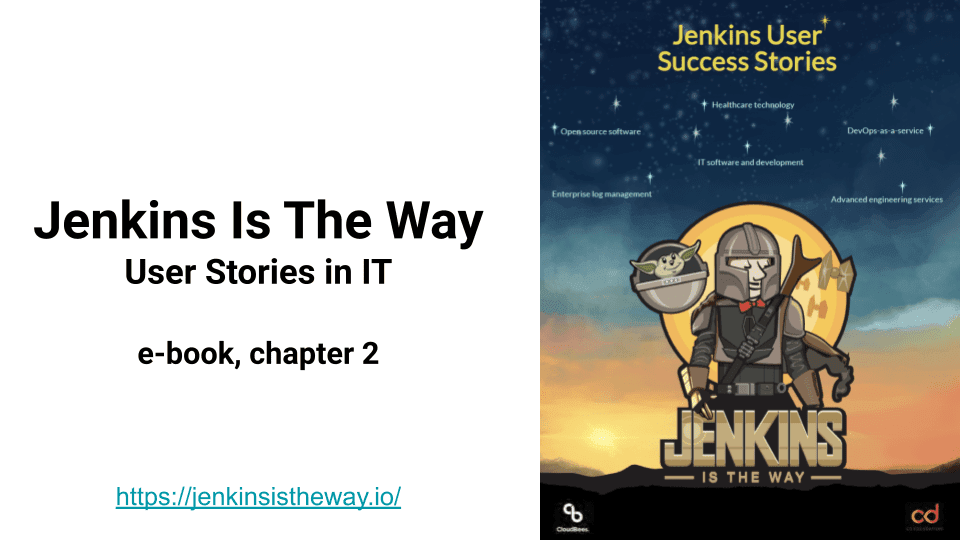 Jenkins Is The Way
User Stories in IT
e-book, chapter 2
https://jenkinsistheway.io/
Jenkins User
Success Stories
Healthcare technology
Open source software
DevOps-as-a-service
IT software and development
Enterprise log management
Advanced engineering services
JENKINS
IS THE WAY
CloudBees.
cd